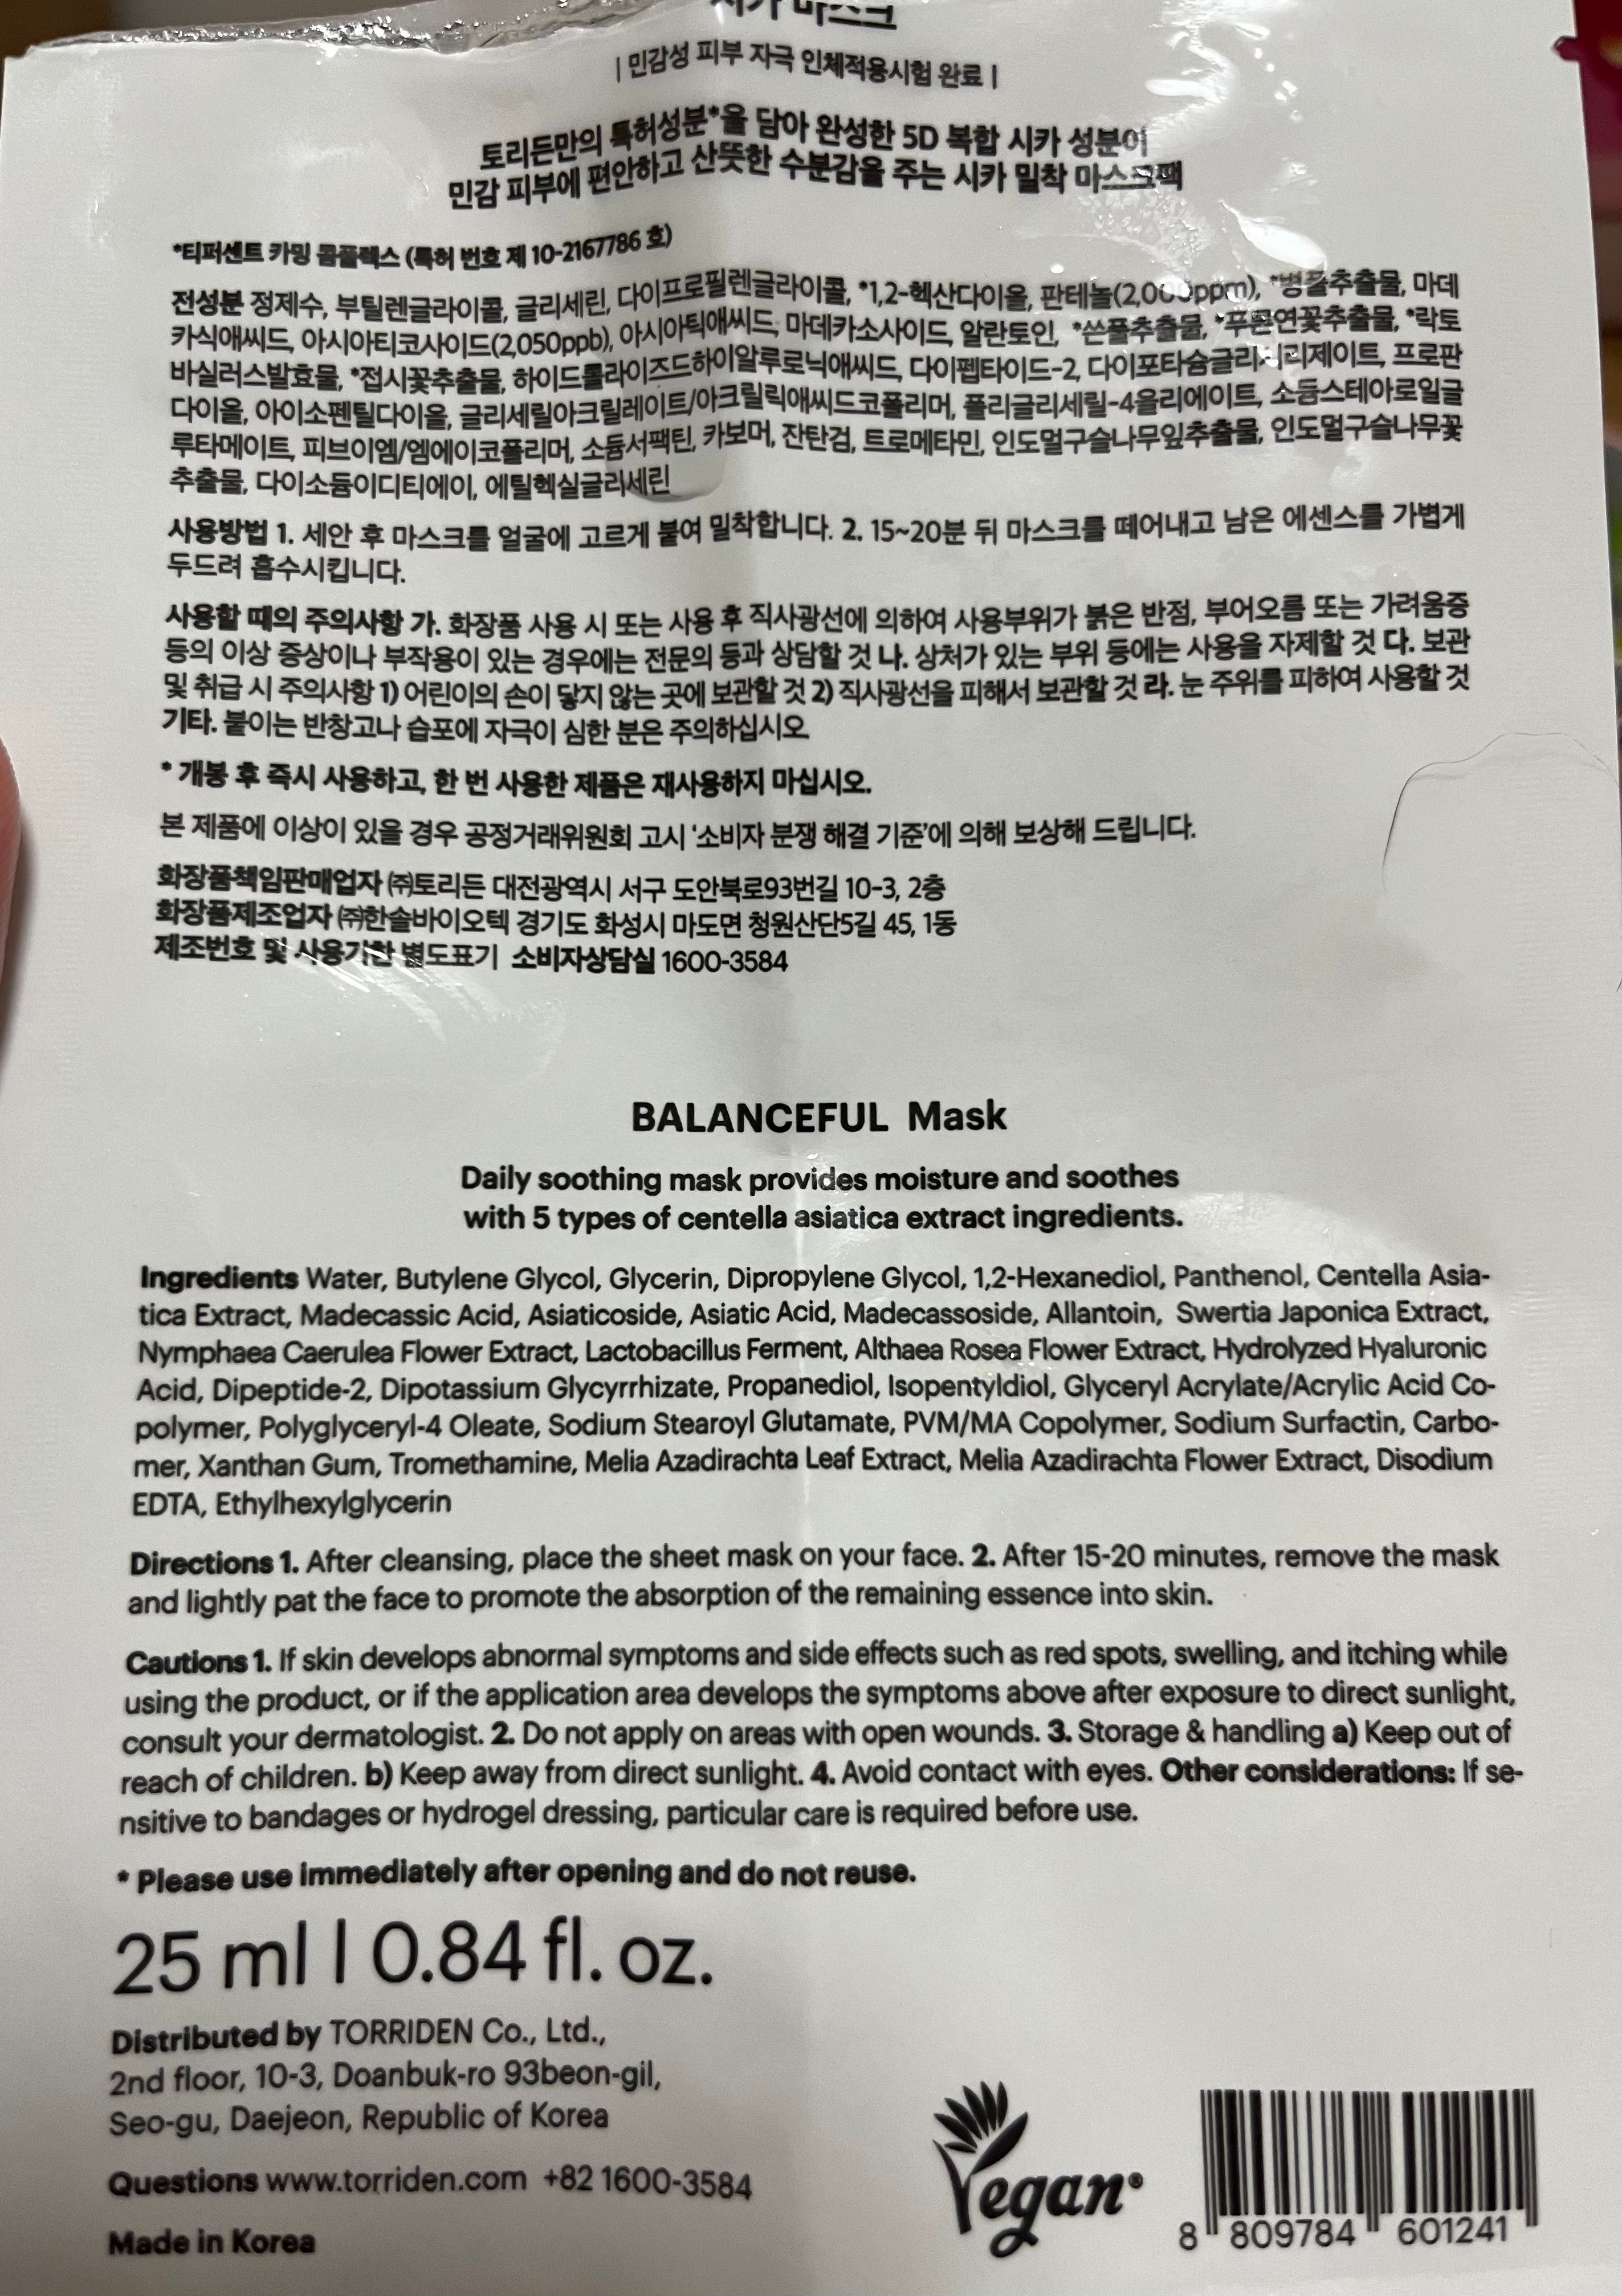 시카 마스크
| 민감성 피부 자극 인체적용시험 완료 |
토리든만의 특허성분*을 담아 완성한 5D 복합 시카 성분이
민감 피부에 편안하고 산뜻한 수분감을 주는 시카 밀착 마스크팩
*티퍼센트 카밍 콤플렉스 (특허 번호 제 10-2167786 호)
전성분 정제수, 부틸렌글라이콜, 글리세린, 다이프로필렌글라이콜, *1,2-헥산다이올, 판테놀(2,000ppm), *병풀추출물, 마데
카식애씨드, 아시아티코사이드(2,050ppb), 아시아틱애씨드, 마데카소사이드, 알란토인, *쓴풀추출물, *푸른연꽃추출물, *락토
바실러스발효물, *접시꽃추출물, 하이드롤라이즈드하이알루로닉애씨드, 다이펩타이드-2, 다이포타슘글리시리제이트, 프로판
다이올, 아이소펜틸다이올, 글리세릴아크릴레이트/아크릴릭애씨드코폴리머, 폴리글리세릴-4올리에이트, 소듐스테아로일글
루타메이트, 피브이엠/엠에이코폴리머, 소듐서팩틴, 카보머, 잔탄검, 트로메타민, 인도멀구슬나무잎추출물, 인도멀구슬나무꽃
추출물, 다이소듐이디티에이, 에틸헥실글리세린
사용방법 1. 세안 후 마스크를 얼굴에 고르게 붙여 밀착합니다. 2. 15~20분 뒤 마스크를 떼어내고 남은 에센스를 가볍게
두드려 흡수시킵니다.
사용할 때의 주의사항 가. 화장품 사용 시 또는 사용 후 직사광선에 의하여 사용부위가 붉은 반점, 부어오름 또는 가려움증
등의 이상 증상이나 부작용이 있는 경우에는 전문의 등과 상담할 것 나. 상처가 있는 부위 등에는 사용을 자제할 것 다. 보관
및 취급 시 주의사항 1) 어린이의 손이 닿지 않는 곳에 보관할 것 2) 직사광선을 피해서 보관할 것 라. 눈 주위를 피하여 사용할 것
기타. 붙이는 반창고나 습포에 자극이 심한 분은 주의하십시오
* 개봉 후 즉시 사용하고, 한 번 사용한 제품은 재사용하지 마십시오.
본 제품에 이상이 있을 경우 공정거래위원회 고시 '소비자 분쟁 해결 기준'에 의해 보상해 드립니다.
화장품책임판매업자 ㈜토리든 대전광역시 서구 도안북로93번길 10-3, 2층
화장품제조업자 ㈜한솔바이오텍 경기도 화성시 마도면 청원산단5길 45, 1동
제조번호 및 사용기한 별도표기 소비자상담실 1600-3584
BALANCEFUL Mask
Daily soothing mask provides moisture and soothes
with 5 types of centella asiatica extract ingredients.
Ingredients Water, Butylene Glycol, Glycerin, Dipropylene Glycol, 1,2-Hexanediol, Panthenol, Centella Asia-
tica Extract, Madecassic Acid, Asiaticoside, Asiatic Acid, Madecassoside, Allantoin, Swertia Japonica Extract,
Nymphaea Caerulea Flower Extract, Lactobacillus Ferment, Althaea Rosea Flower Extract, Hydrolyzed Hyaluronic
Acid, Dipeptide-2, Dipotassium Glycyrrhizate, Propanediol, Isopentyldiol, Glyceryl Acrylate/Acrylic Acid Co-
polymer, Polyglyceryl-4 Oleate, Sodium Stearoyl Glutamate, PVM/MA Copolymer, Sodium Surfactin, Carbo-
mer, Xanthan Gum, Tromethamine, Melia Azadirachta Leaf Extract, Melia Azadirachta Flower Extract, Disodium
EDTA, Ethylhexylglycerin
Directions 1. After cleansing, place the sheet mask on your face. 2. After 15-20 minutes, remove the mask
and lightly pat the face to promote the absorption of the remaining essence into skin.
Cautions 1. If skin develops abnormal symptoms and side effects such as red spots, swelling, and itching while
using the product, or if the application area develops the symptoms above after exposure to direct sunlight,
consult your dermatologist. 2. Do not apply on areas with open wounds. 3. Storage & handling a) Keep out of
reach of children. b) Keep away from direct sunlight. 4. Avoid contact with eyes. Other considerations: If se-
nsitive to bandages or hydrogel dressing, particular care is required before use.
* Please use immediately after opening and do not reuse.
25 ml | 0.84 fl. oz.
Distributed by TORRIDEN Co., Ltd.,
2nd floor, 10-3, Doanbuk-ro 93beon-gil,
Seo-gu, Daejeon, Republic of Korea
Questions www.torriden.com +82 1600-3584
Made in Korea
Vegan
8 809784 601241